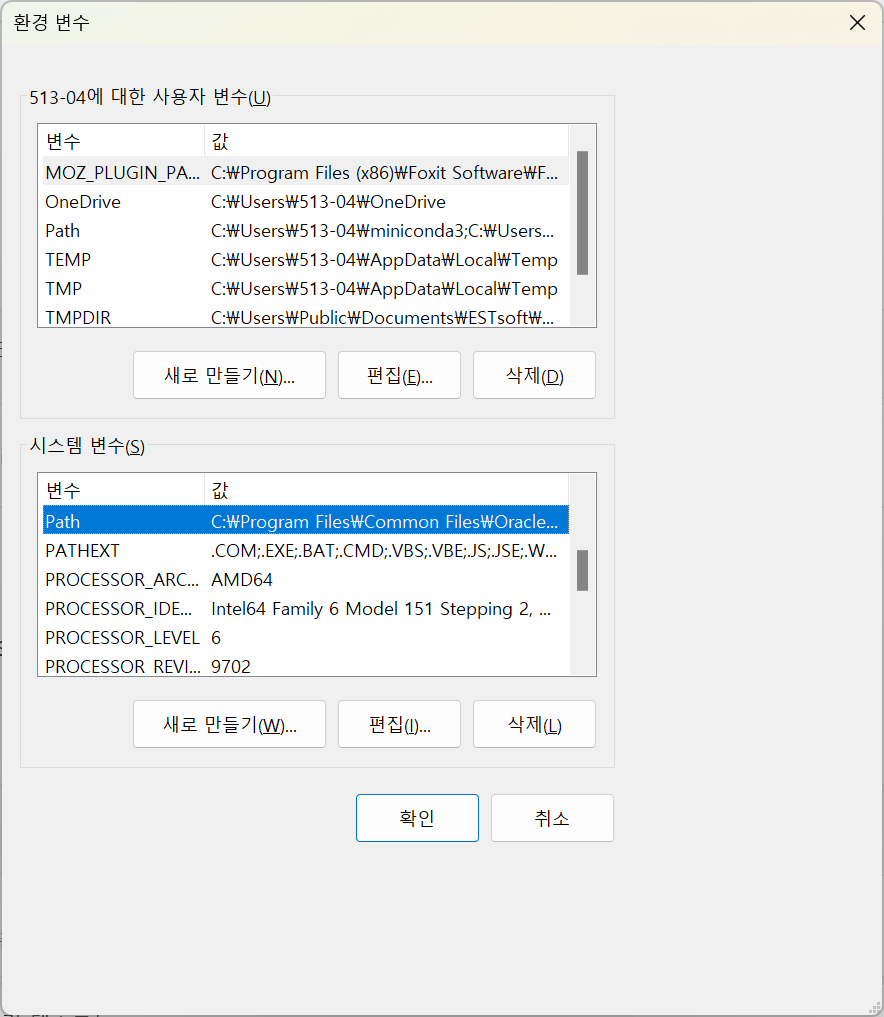 환경 변수
513-04에 대한 사용자 변수(U)
변수 값
MOZ_PLUGIN_PA... C:₩Program Files (x86)₩Foxit Software₩F...
OneDrive C:₩Users₩513-04₩OneDrive
Path C:₩Users₩513-04₩miniconda3;C:₩Users...
TEMP C:₩Users₩513-04₩AppData₩Local₩Temp
TMP C:₩Users₩513-04₩AppData₩Local₩Temp
TMPDIR C:₩Users₩Public₩Documents₩ESTsoft₩...
새로 만들기(N)... 편집(E)... 삭제(D)
시스템 변수(S)
변수 값
Path C:₩Program Files₩Common Files₩Oracle...
PATHEXT .COM;.EXE;.BAT;.CMD;.VBS;.VBE;.JS;.JSE;.W...
PROCESSOR_ARC... AMD64
PROCESSOR_IDE... Intel64 Family 6 Model 151 Stepping 2, ...
PROCESSOR_LEVEL 6
PROCESSOR_REVI... 9702
새로 만들기(W)... 편집(I)... 삭제(L)
확인 취소